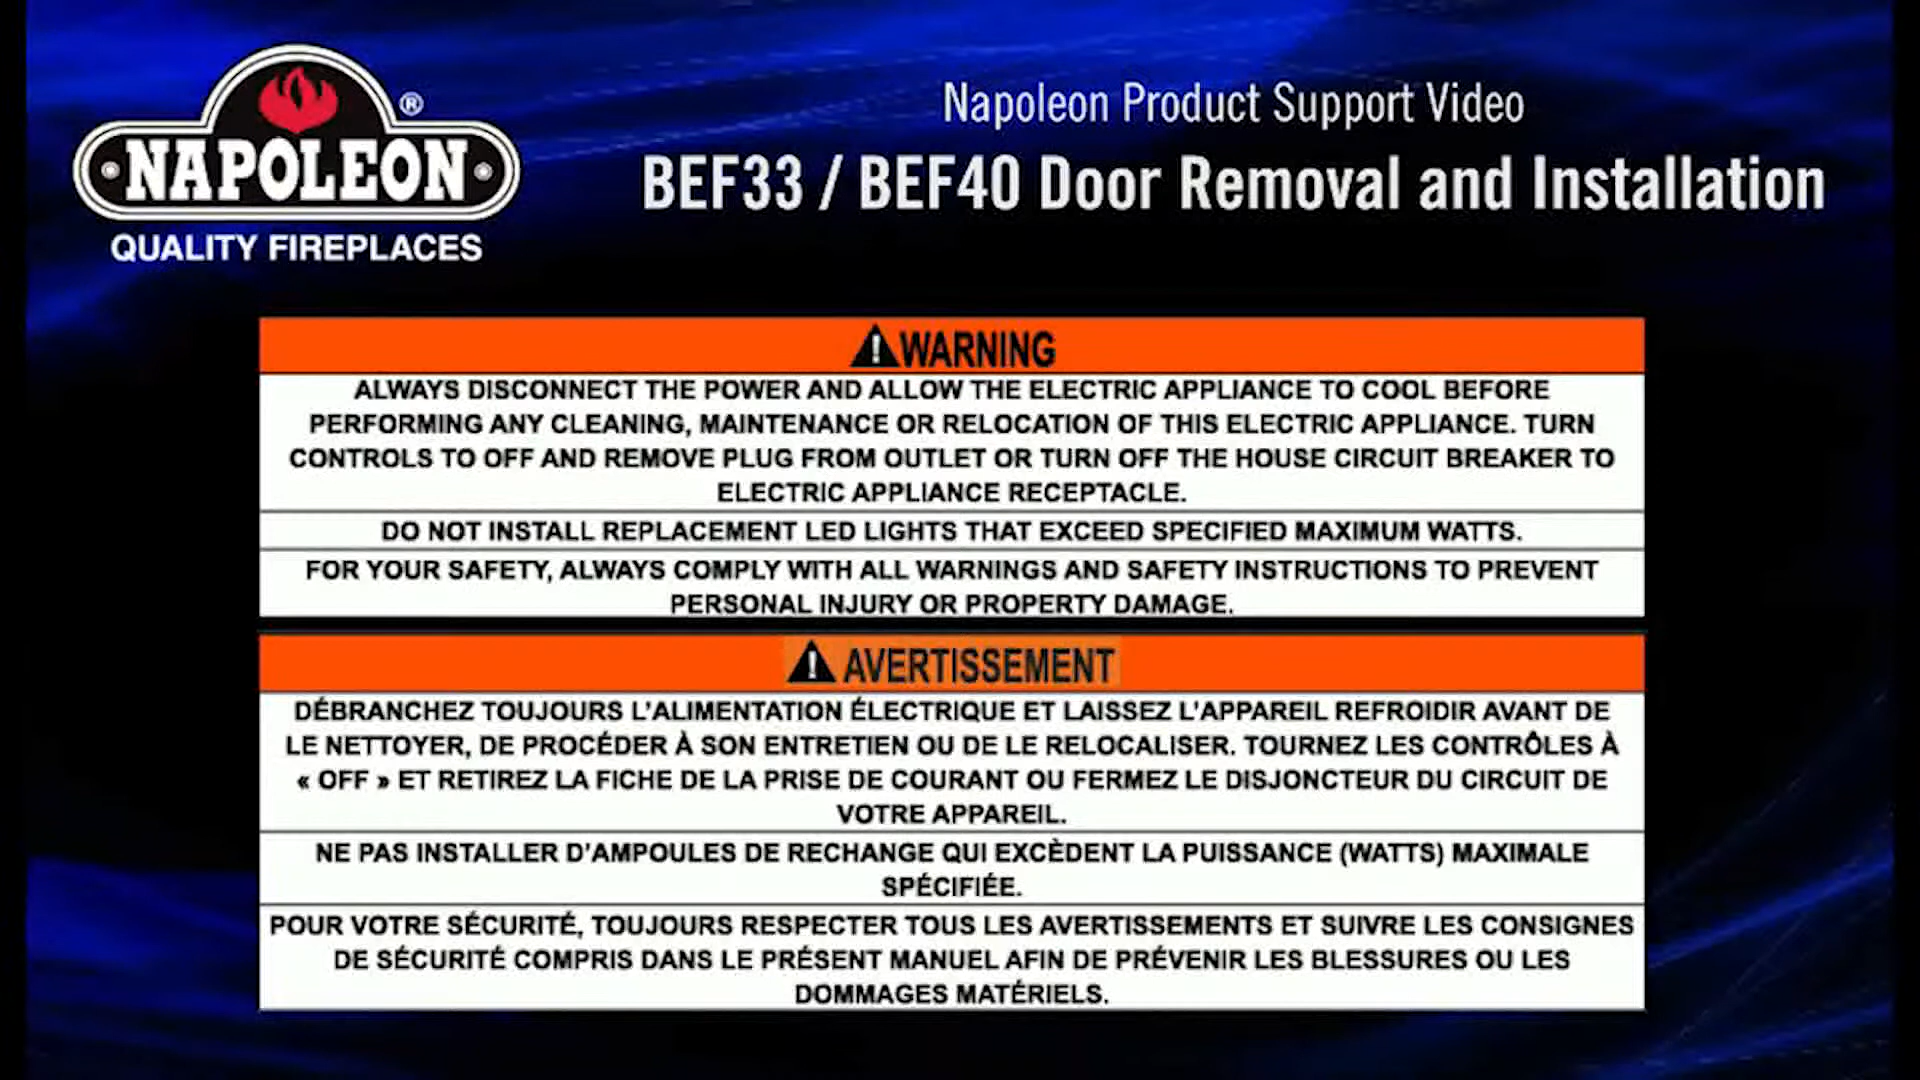 NAPOLEON®
QUALITY FIREPLACES
Napoleon Product Support Video
BEF33 / BEF40 Door Removal and Installation
WARNING
ALWAYS DISCONNECT THE POWER AND ALLOW THE ELECTRIC APPLIANCE TO COOL BEFORE
PERFORMING ANY CLEANING, MAINTENANCE OR RELOCATION OF THIS ELECTRIC APPLIANCE. TURN
CONTROLS TO OFF AND REMOVE PLUG FROM OUTLET OR TURN OFF THE HOUSE CIRCUIT BREAKER TO
ELECTRIC APPLIANCE RECEPTACLE.
DO NOT INSTALL REPLACEMENT LED LIGHTS THAT EXCEED SPECIFIED MAXIMUM WATTS.
FOR YOUR SAFETY, ALWAYS COMPLY WITH ALL WARNINGS AND SAFETY INSTRUCTIONS TO PREVENT
PERSONAL INJURY OR PROPERTY DAMAGE.
AVERTISSEMENT
DÉBRANCHEZ TOUJOURS L'ALIMENTATION ÉLECTRIQUE ET LAISSEZ L'APPAREIL REFROIDIR AVANT DE
LE NETTOYER, DE PROCÉDER À SON ENTRETIEN OU DE LE RELOCALISER. TOURNEZ LES CONTRÔLES À
« OFF » ET RETIREZ LA FICHE DE LA PRISE DE COURANT OU FERMEZ LE DISJONCTEUR DU CIRCUIT DE
VOTRE APPAREIL.
NE PAS INSTALLER D'AMPOULES DE RECHANGE QUI EXCÈDENT LA PUISSANCE (WATTS) MAXIMALE
SPÉCIFIÉE.
POUR VOTRE SÉCURITÉ, TOUJOURS RESPECTER TOUS LES AVERTISSEMENTS ET SUIVRE LES CONSIGNES
DE SÉCURITÉ COMPRIS DANS LE PRÉSENT MANUEL AFIN DE PRÉVENIR LES BLESSURES OU LES
DOMMAGES MATÉRIELS.